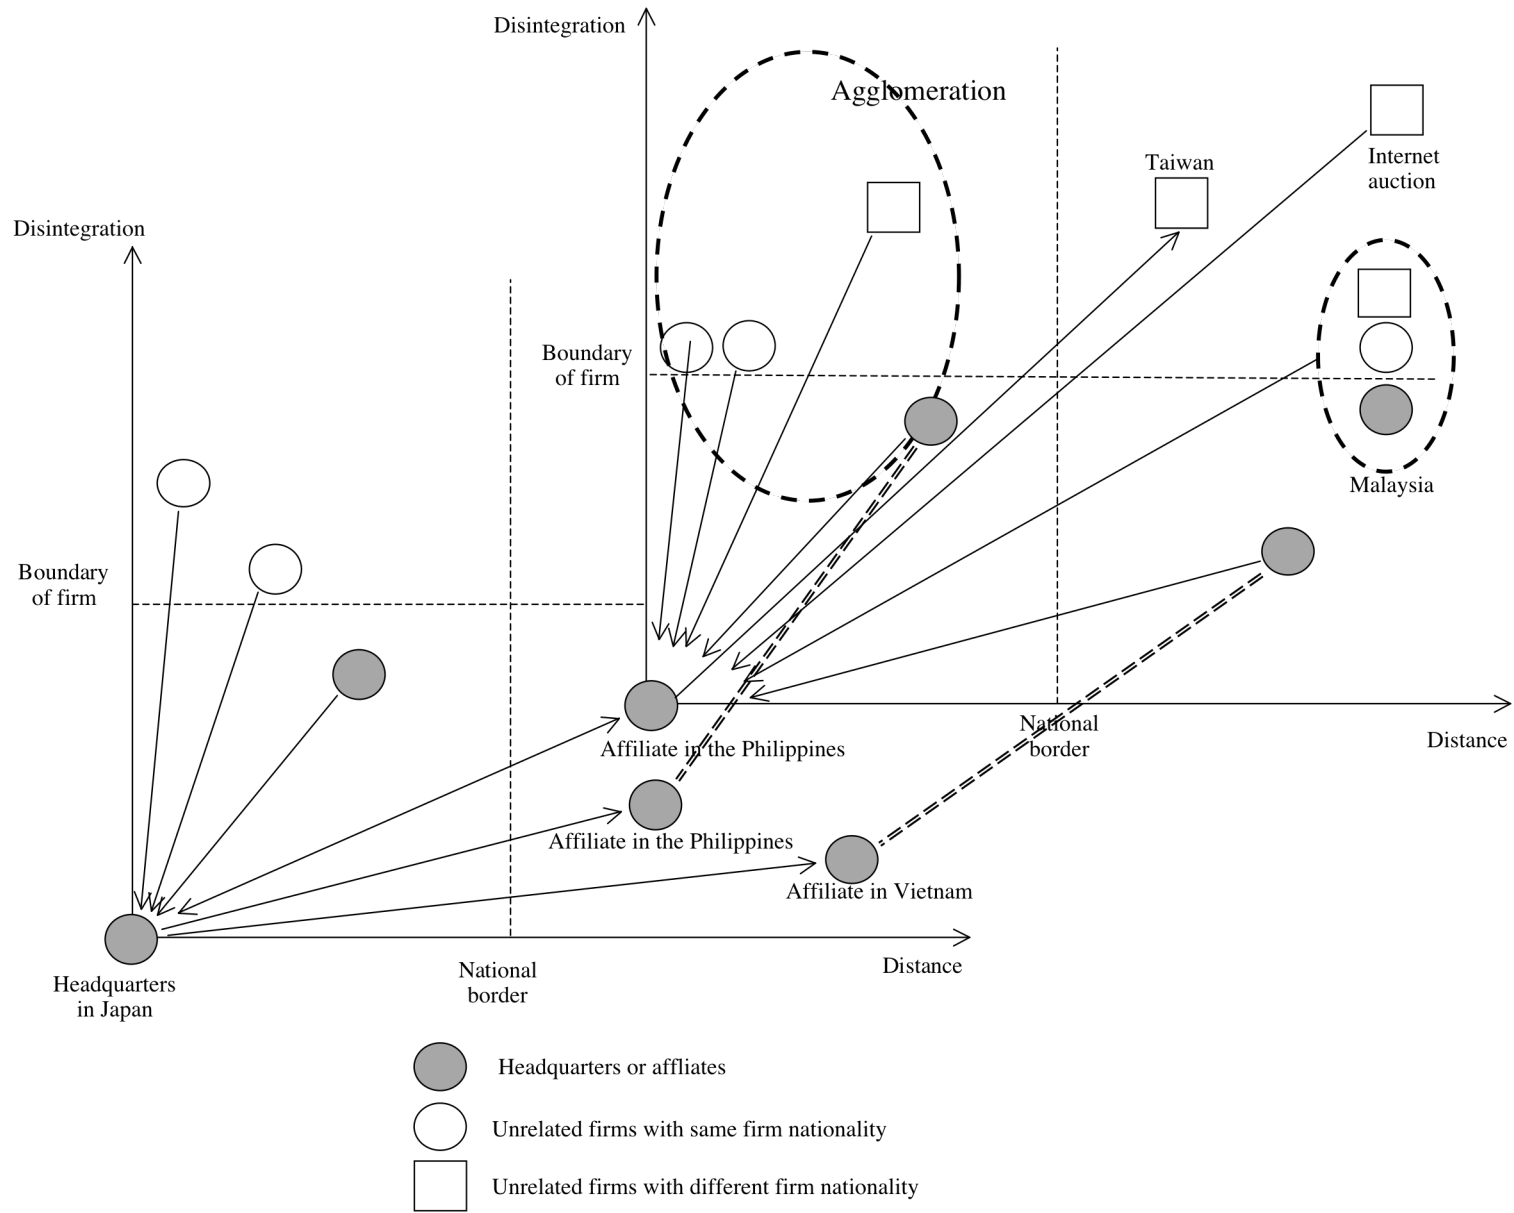 Disintegration
Agglomeration
Taiwan
Internet
auction
Disintegration
Boundary
of firm
Malaysia
Boundary
of firm
National
border
Distance
Affiliate in the Philippines
Affiliate in the Philippines
Affiliate in Vietnam
Headquarters
in Japan
National
border
Distance
Headquarters or affliates
Unrelated firms with same firm nationality
Unrelated firms with different firm nationality